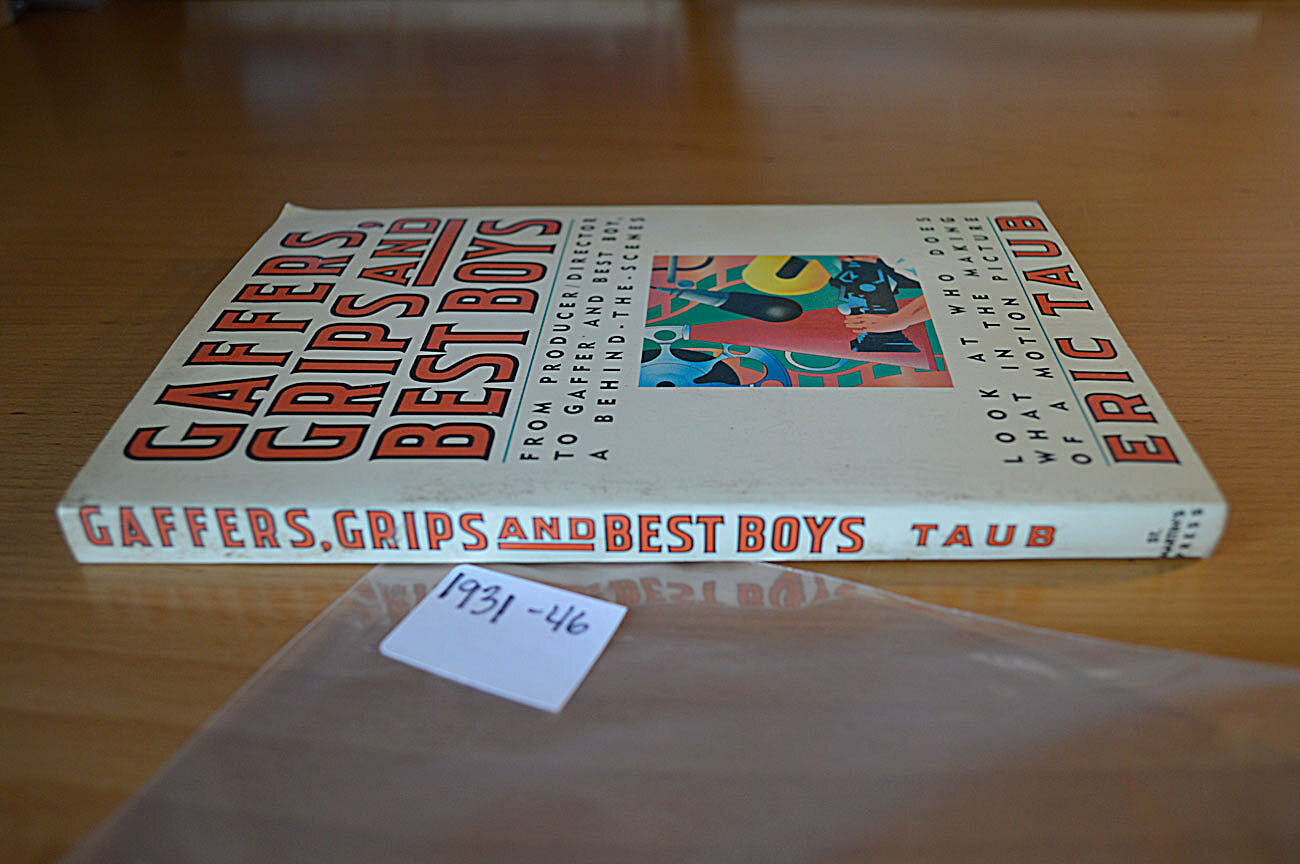 GAFFERS,
GRIPS AND
BEST BOYS
FROM PRODUCER/DIRECTOR
TO GAFFER AND BEST BOY,
A BEHIND-THE-SCENES
LOOK AT WHO DOES
WHAT IN THE MAKING
OF A MOTION PICTURE
ERIC TAUB
GAFFERS, GRIPS AND BEST BOYS TAUB
ST.
MARTIN'S
PRESS
1931-46